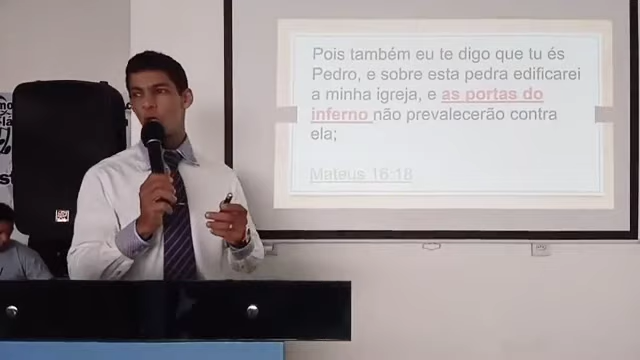 Pois também eu te digo que tu és
Pedro, e sobre esta pedra edificarei
a minha igreja, e as portas do
inferno não prevalecerão contra
ela;
Mateus 16:18